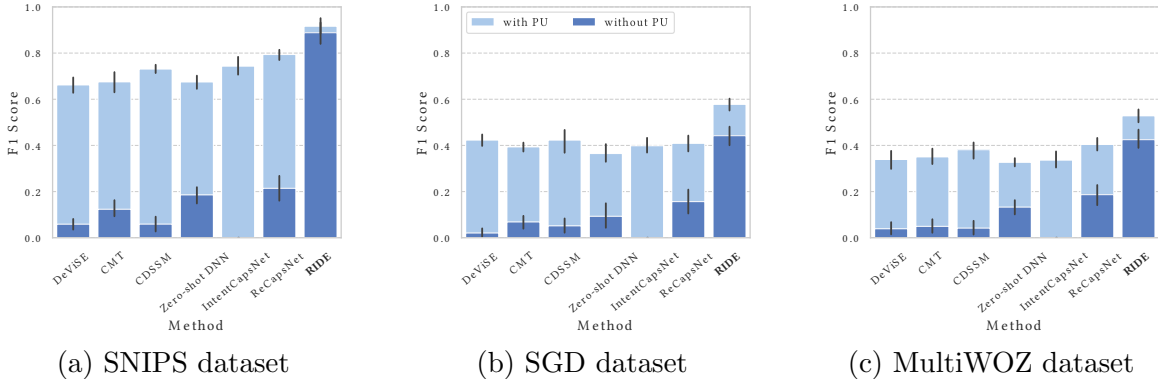 1.0
0.8
0.6
0.4
0.2
0.0
F1 Score
DeViSE
CMT
CDSSM
Zero-shot DNN
IntentCapsNet
ReCapsNet
RIDE
Method
(a) SNIPS dataset
with PU
without PU
1.0
0.8
0.6
0.4
0.2
0.0
F1 Score
DeViSE
CMT
CDSSM
Zero-shot DNN
IntentCapsNet
ReCapsNet
RIDE
Method
(b) SGD dataset
1.0
0.8
0.6
0.4
0.2
0.0
F1 Score
DeViSE
CMT
CDSSM
Zero-shot DNN
IntentCapsNet
ReCapsNet
RIDE
Method
(c) MultiWOZ dataset